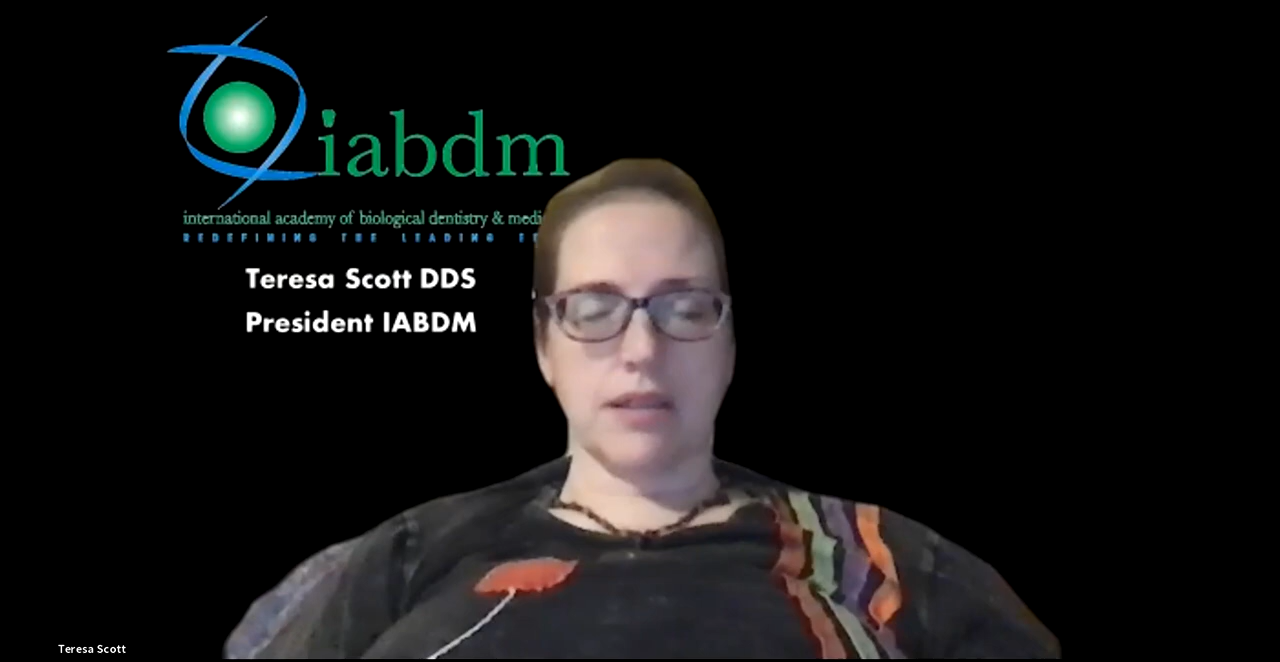 iabdm
international academy of biological dentistry & medi
REDEFINING THE LEADING E
Teresa Scott DDS
President IABDM
Teresa Scott